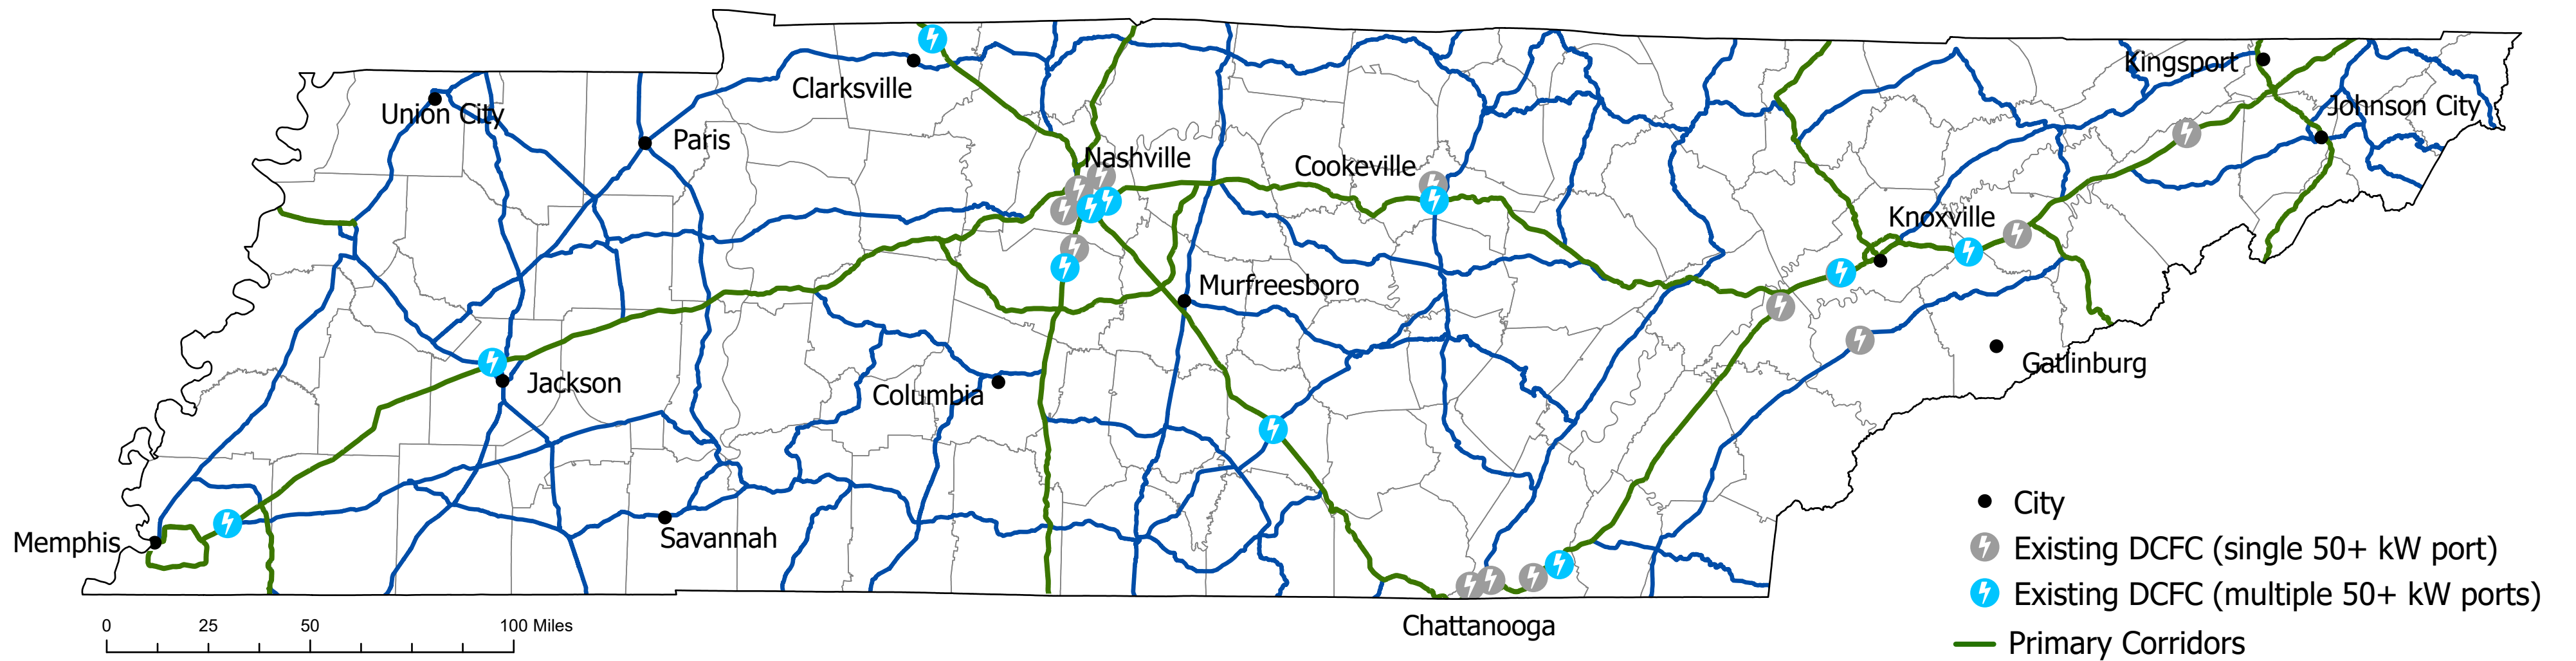 Clarksville
Kingsport
Union City
Johnson City
Paris
Nashville
Cookeville
Knoxville
Murfreesboro
Gatlinburg
Jackson
Columbia
City
Memphis
Savannah
Existing DCFC (single 50+ kW port)
Existing DCFC (multiple 50+ kW ports)
0 25 50 100 Miles
Chattanooga
Primary Corridors